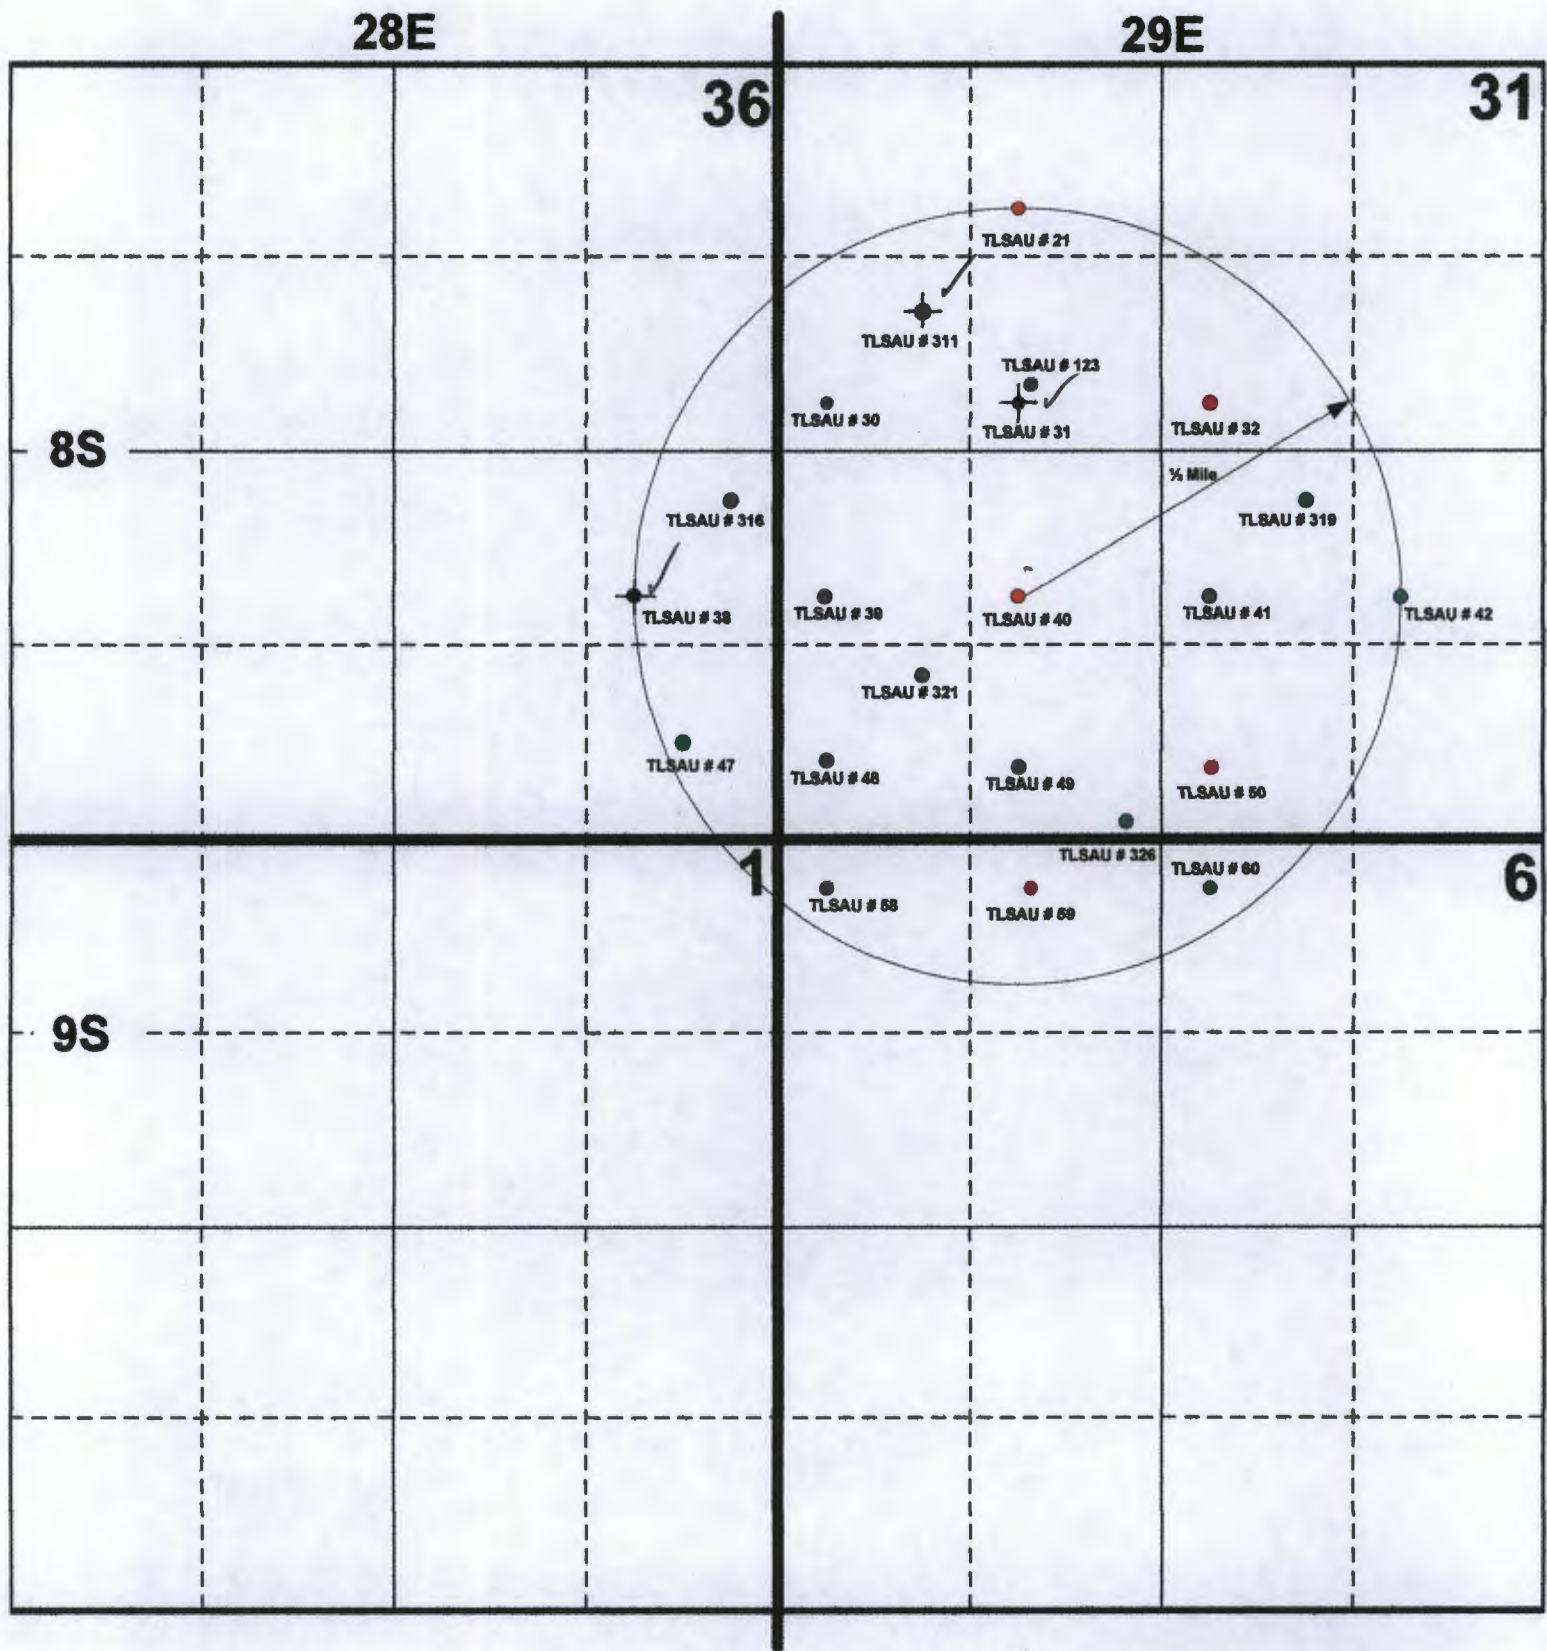 28E
29E
36
31
TLSAU # 21
TLSAU # 311
TLSAU # 123
TLSAU # 30
TLSAU # 31
TLSAU # 32
8S
½ Mile
TLSAU # 316
TLSAU # 319
TLSAU # 38
TLSAU # 39
TLSAU # 40
TLSAU # 41
TLSAU # 42
TLSAU # 321
TLSAU # 47
TLSAU # 48
TLSAU # 49
TLSAU # 50
1
TLSAU # 326
TLSAU # 60
6
TLSAU # 58
TLSAU # 59
9S